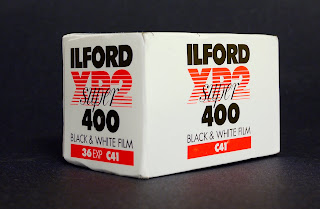 ILFORD
XP2
super
400
BLACK & WHITE FILM
36 EXP C41
ILFORD
XP2
super
400
BLACK & WHITE FILM
C41